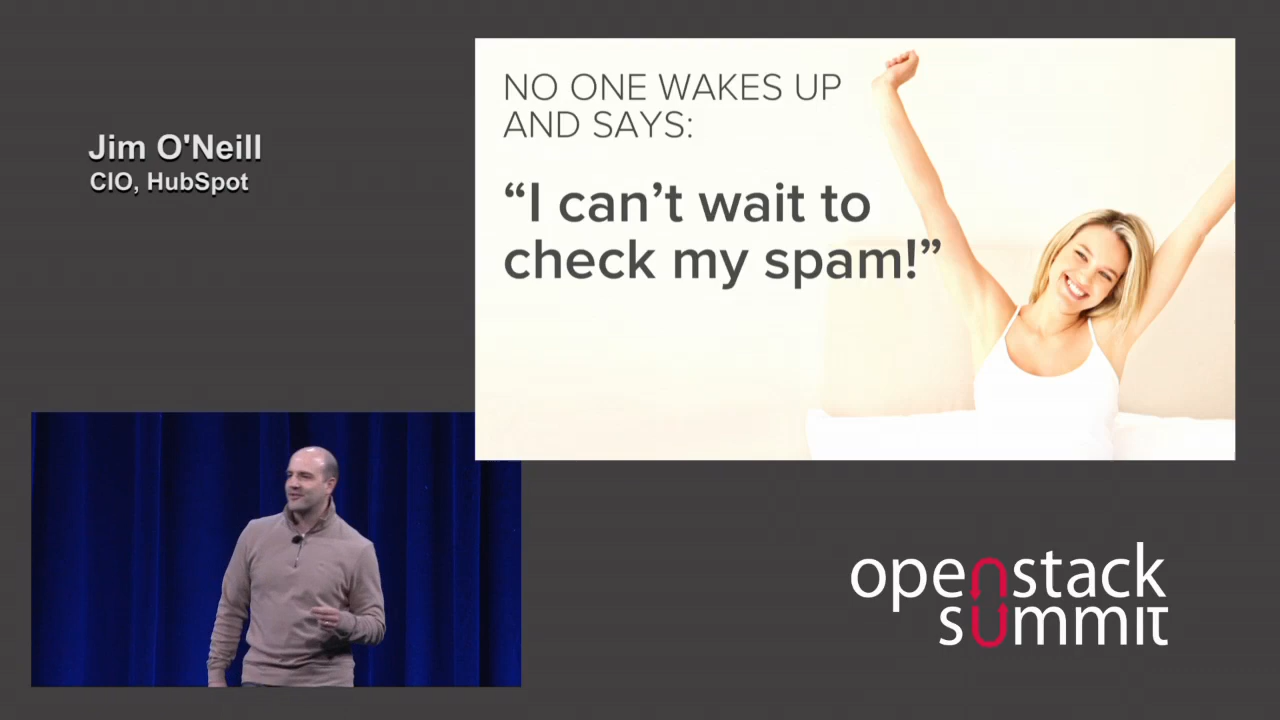 Jim O'Neill
CIO, HubSpot
NO ONE WAKES UP
AND SAYS:
“I can’t wait to
check my spam!”
openstack
summit